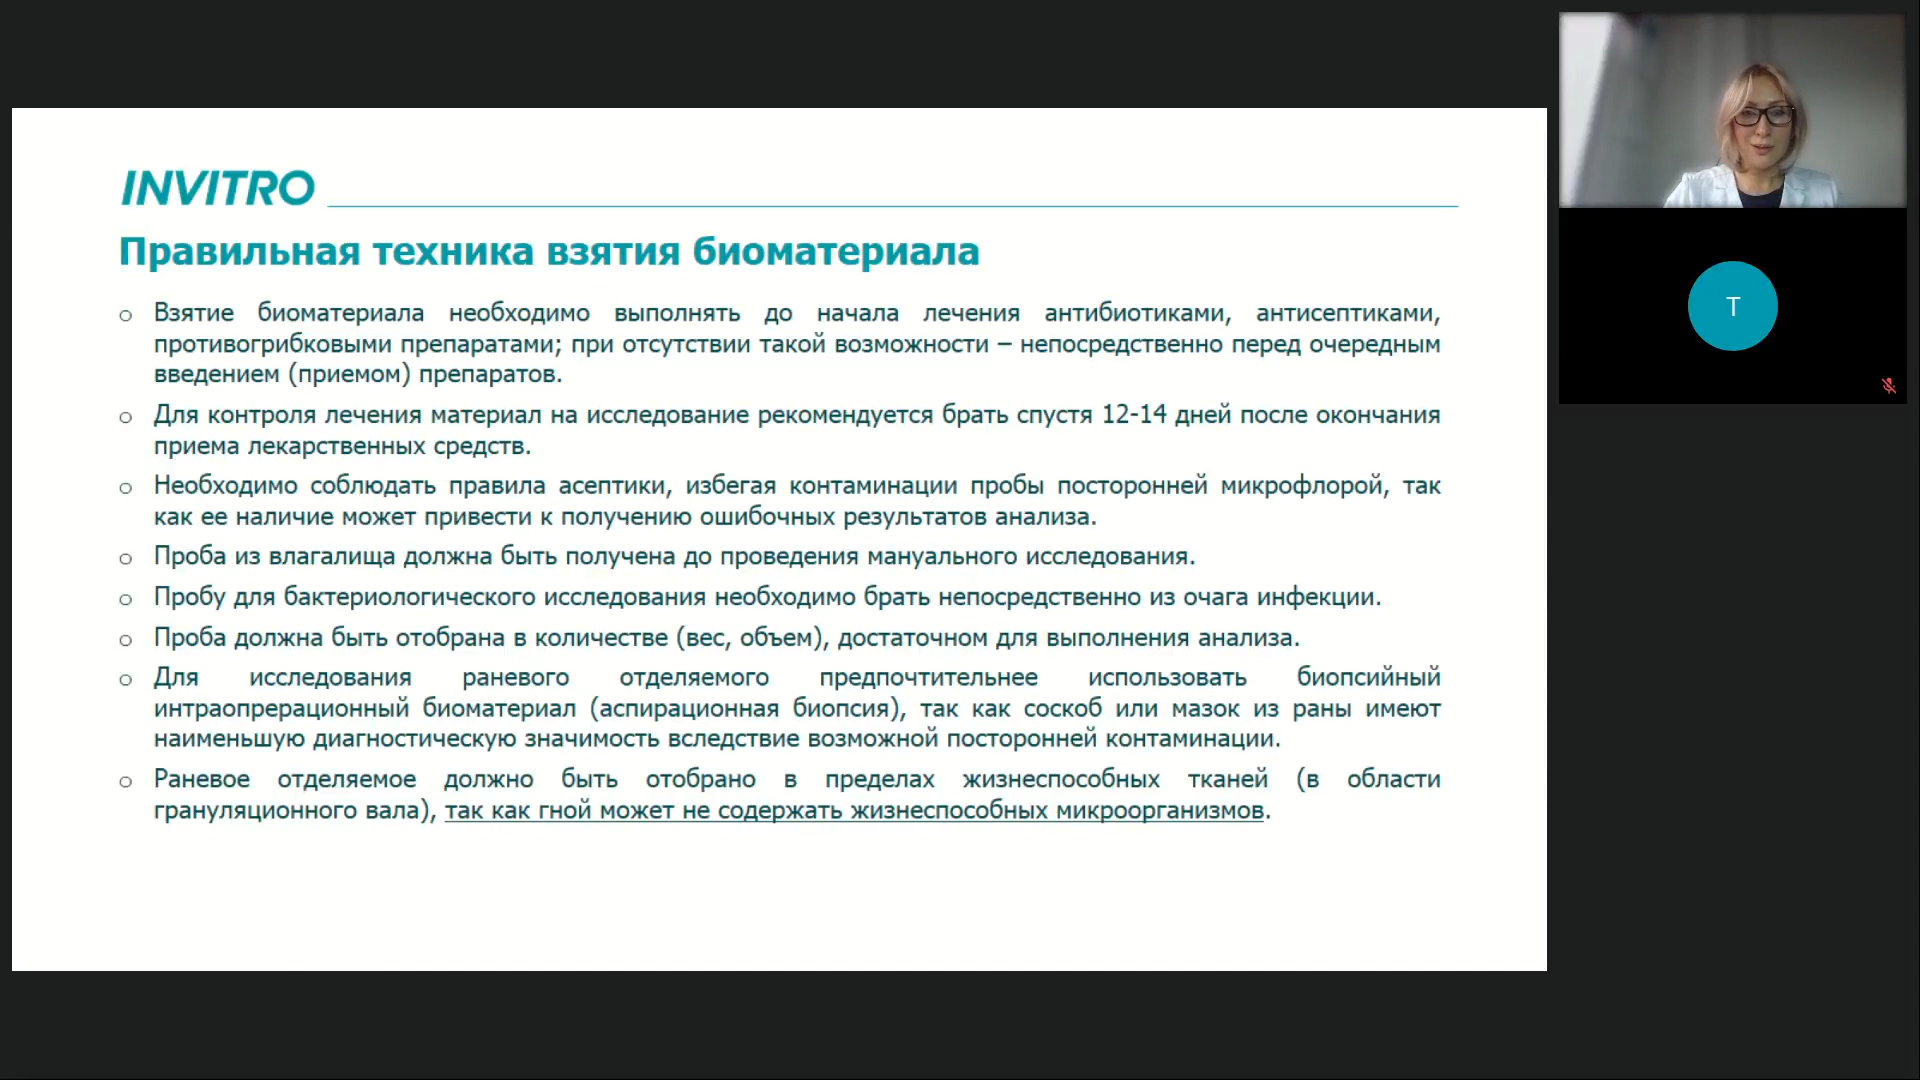 INVITRO
Правильная техника взятия биоматериала
o Взятие биоматериала необходимо выполнять до начала лечения антибиотиками, антисептиками,
противогрибковыми препаратами; при отсутствии такой возможности – непосредственно перед очередным
введением (приемом) препаратов.
o Для контроля лечения материал на исследование рекомендуется брать спустя 12-14 дней после окончания
приема лекарственных средств.
o Необходимо соблюдать правила асептики, избегая контаминации пробы посторонней микрофлорой, так
как ее наличие может привести к получению ошибочных результатов анализа.
o Проба из влагалища должна быть получена до проведения мануального исследования.
o Пробу для бактериологического исследования необходимо брать непосредственно из очага инфекции.
o Проба должна быть отобрана в количестве (вес, объем), достаточном для выполнения анализа.
o Для исследования раневого отделяемого предпочтительнее использовать биопсийный
интраопрерационный биоматериал (аспирационная биопсия), так как соскоб или мазок из раны имеют
наименьшую диагностическую значимость вследствие возможной посторонней контаминации.
o Раневое отделяемое должно быть отобрано в пределах жизнеспособных тканей (в области
грануляционного вала), так как гной может не содержать жизнеспособных микроорганизмов.
T